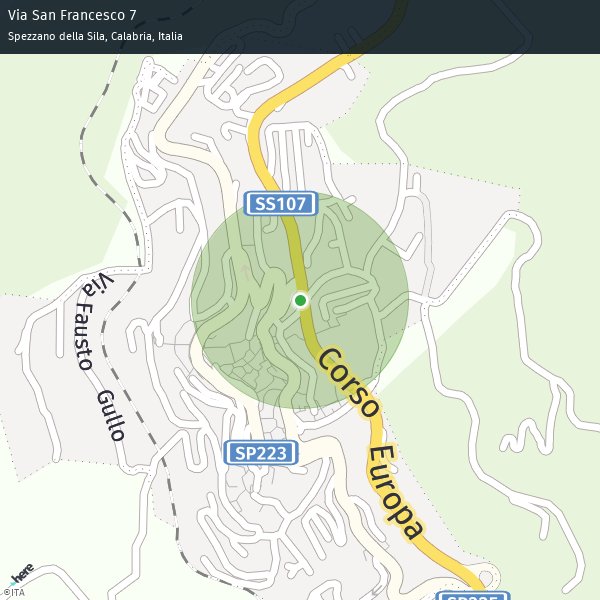 Via San Francesco 7
Spezzano della Sila, Calabria, Italia
SS107
Via Fausto Gullo
Corso Europa
SP223
here
©ITA